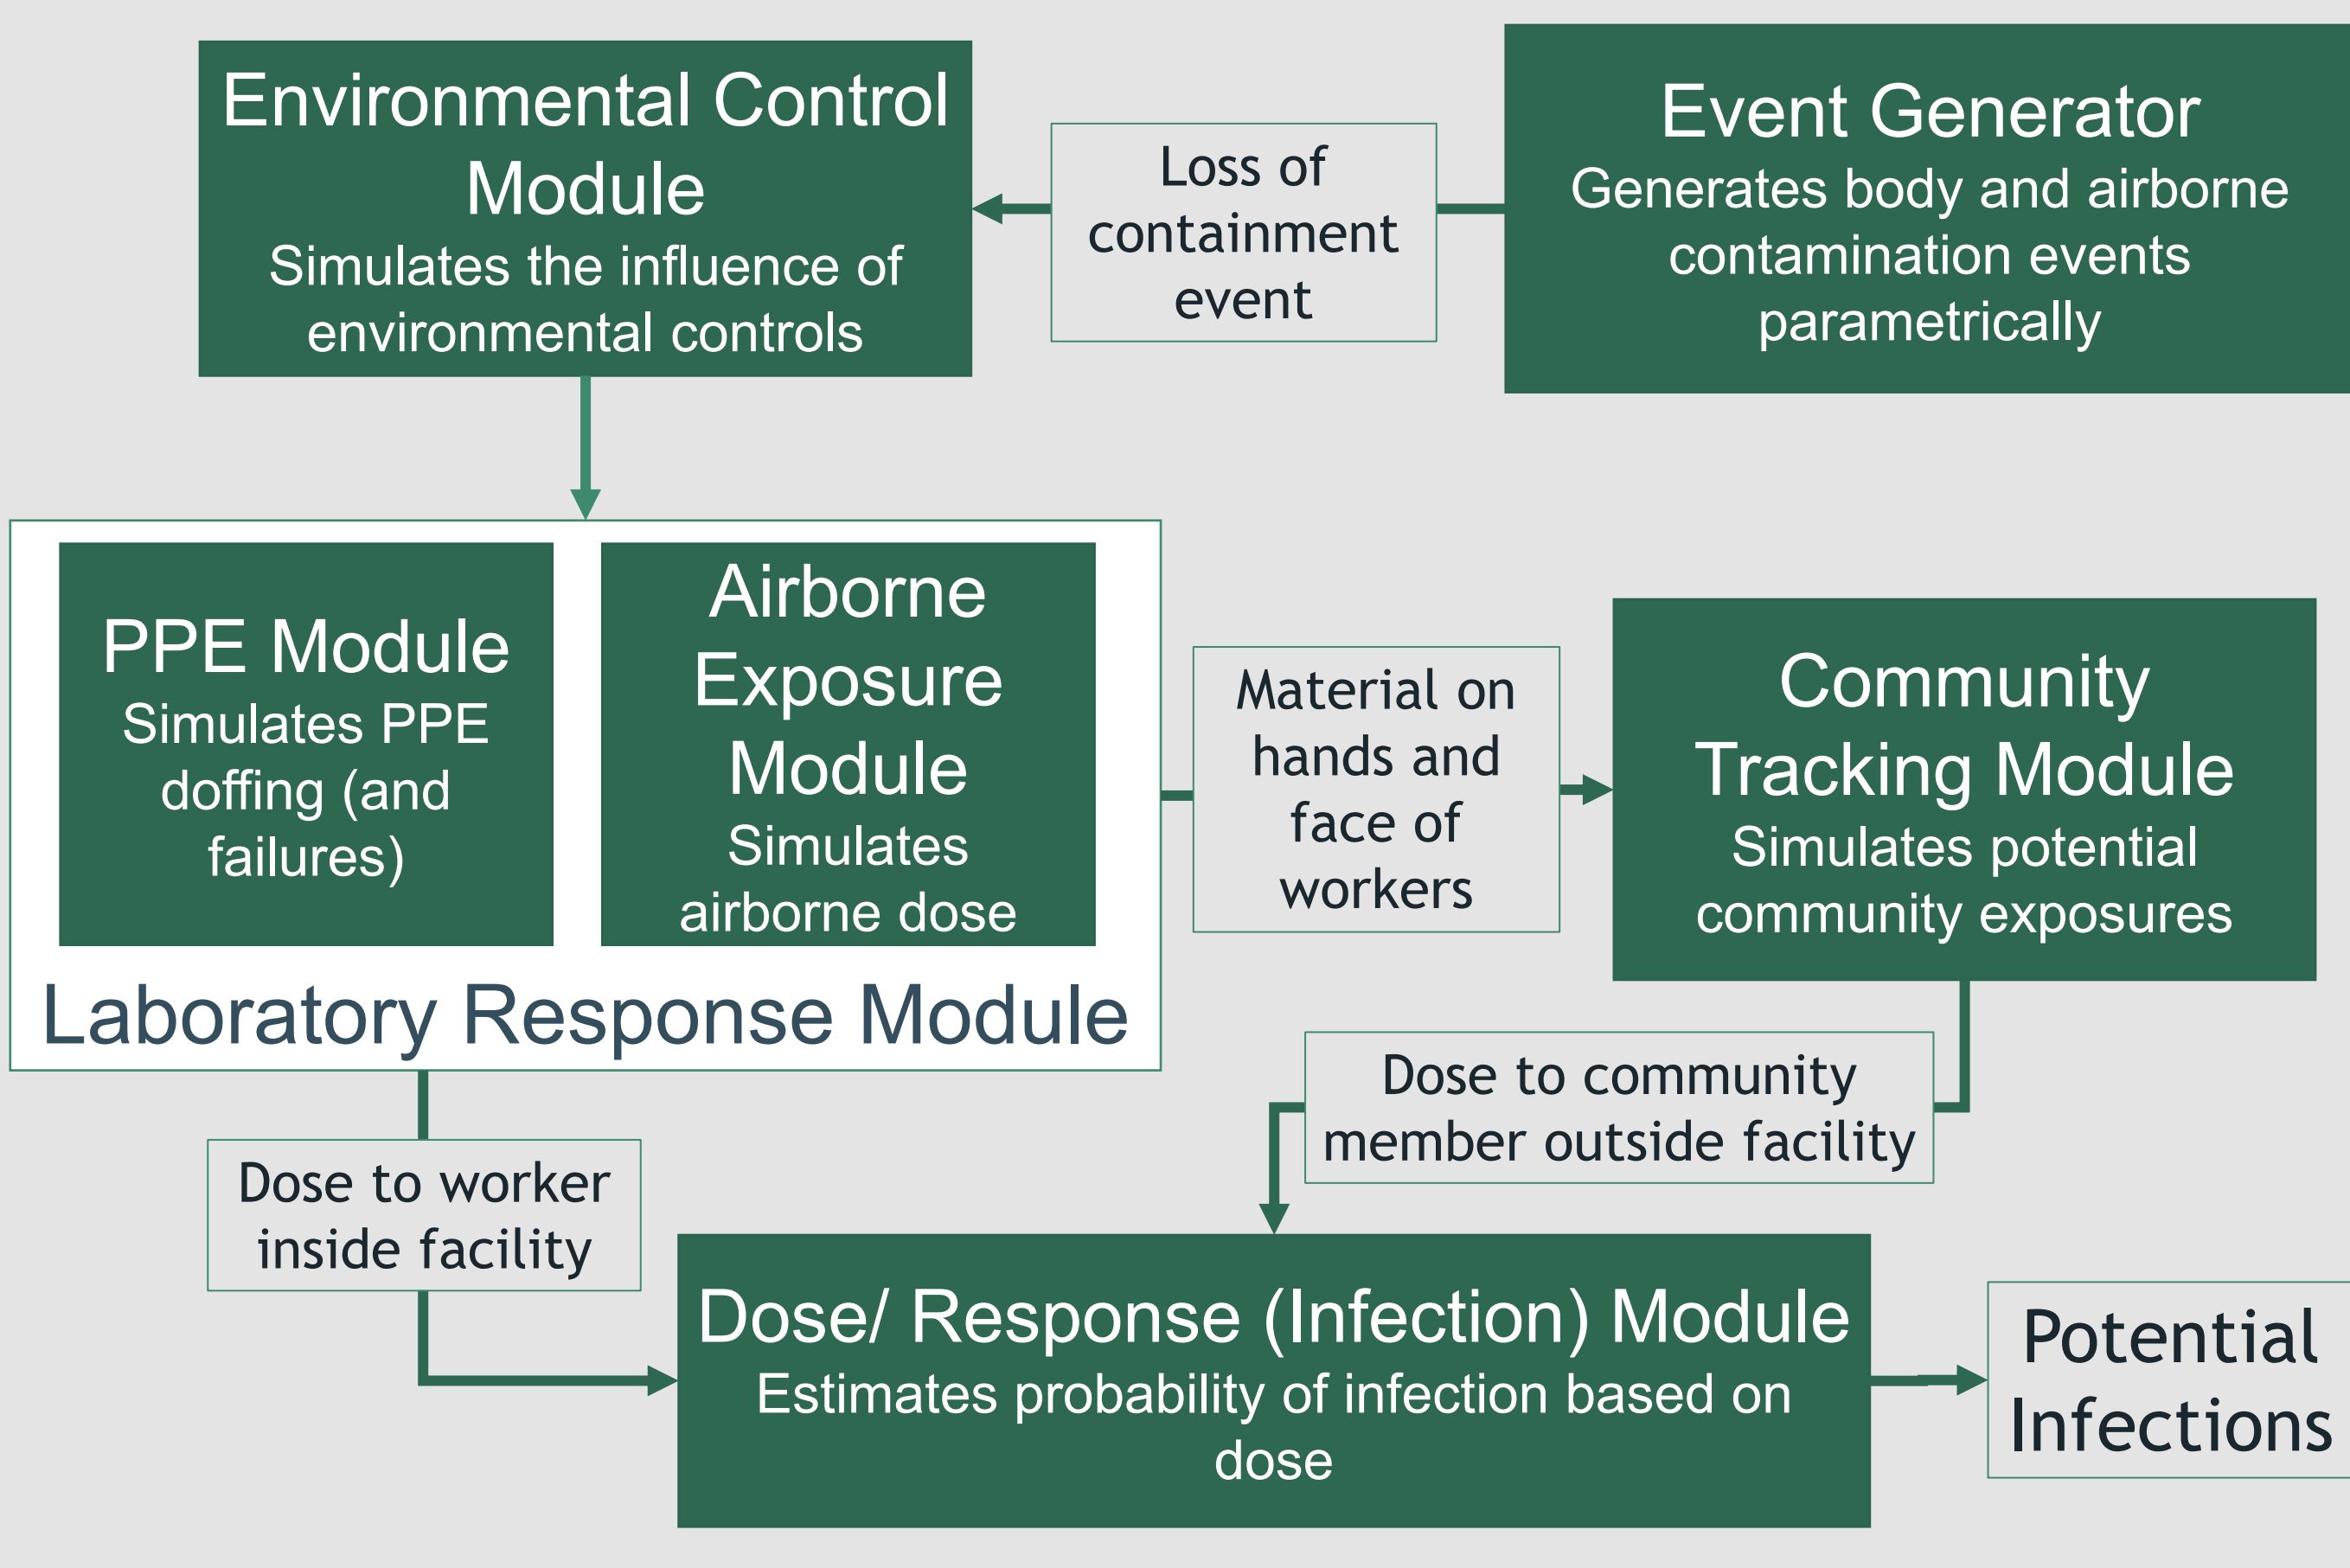 Environmental Control
Module
Simulates the influence of
environmental controls
Loss of
containment
event
Event Generator
Generates body and airborne
contamination events
parametrically
PPE Module
Simulates PPE
doffing (and
failures)
Airborne
Exposure
Module
Simulates
airborne dose
Laboratory Response Module
Material on
hands and
face of
workers
Community
Tracking Module
Simulates potential
community exposures
Dose to community
member outside facility
Dose to worker
inside facility
Dose/ Response (Infection) Module
Estimates probability of infection based on
dose
Potential
Infections